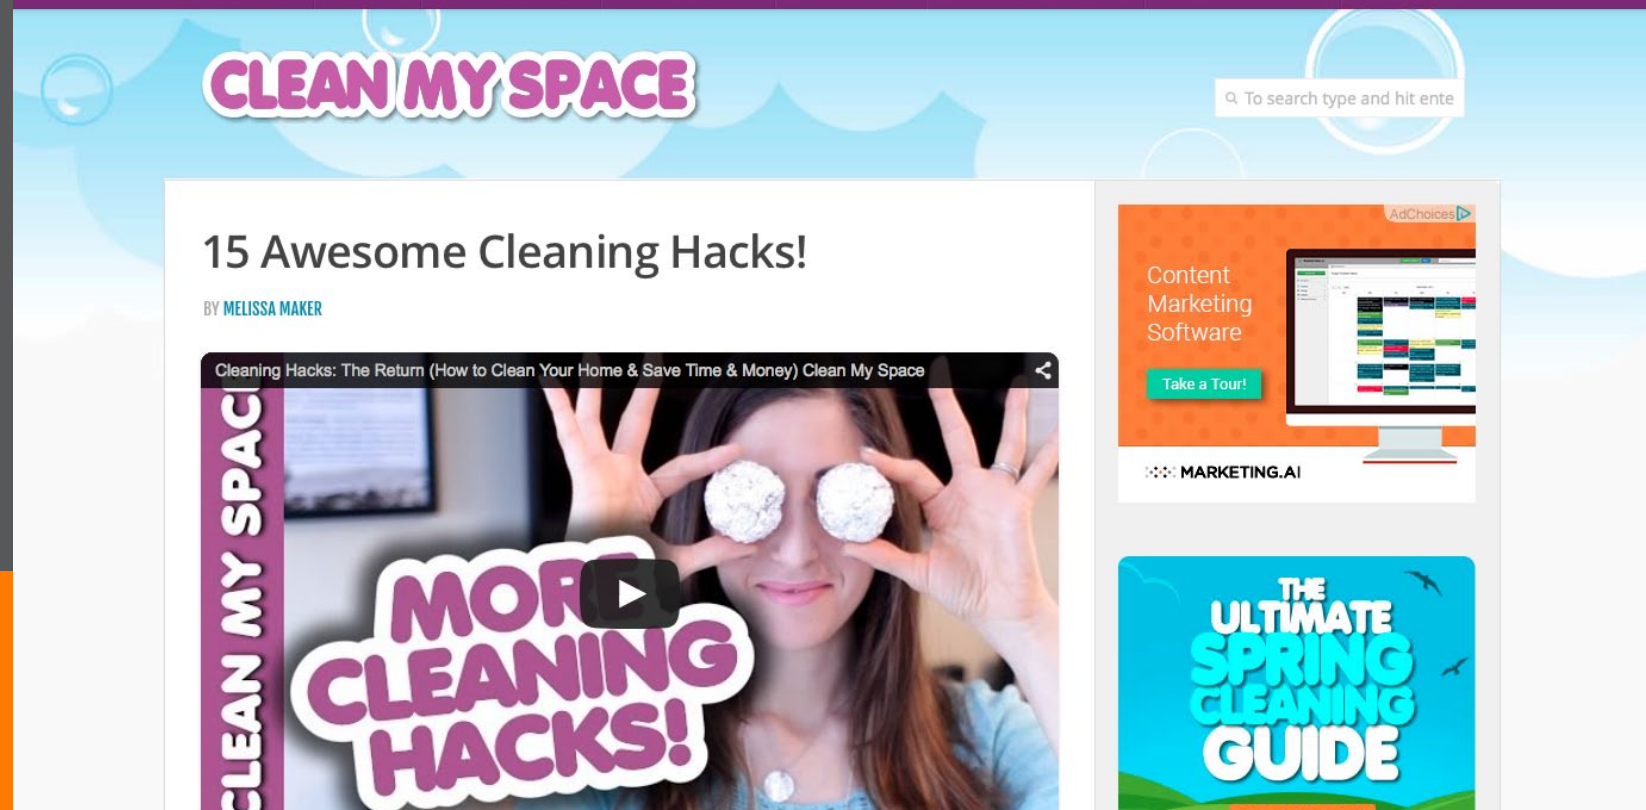 CLEAN MY SPACE
To search type and hit ente
15 Awesome Cleaning Hacks!
BY MELISSA MAKER
Cleaning Hacks: The Return (How to Clean Your Home & Save Time & Money) Clean My Space
CLEAN MY SPACE
MORE
CLEANING
HACKS!
AdChoices
Content
Marketing
Software
Take a Tour!
MARKETING.AI
THE
ULTIMATE
SPRING
CLEANING
GUIDE